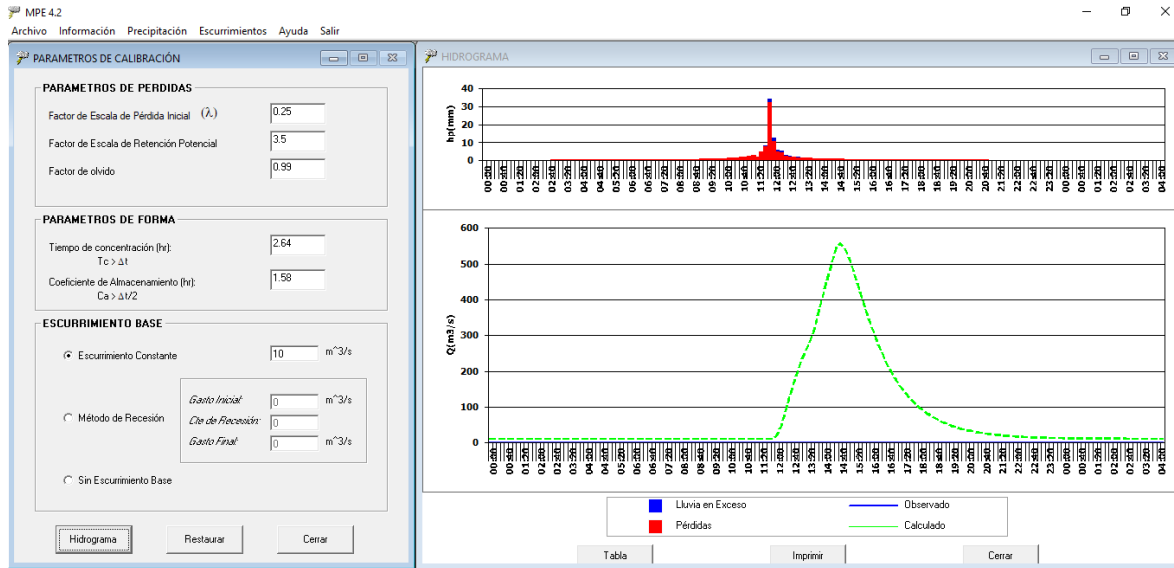 MPE 4.2
Archivo Información Precipitación Escurrimientos Ayuda Salir
PARAMETROS DE CALIBRACIÓN
PARAMETROS DE PERDIDAS
Factor de Escala de Pérdida Inicial (λ) 0.25
Factor de Escala de Retención Potencial 3.5
Factor de olvido 0.99
PARAMETROS DE FORMA
Tiempo de concentración (hr): 2.64
Tc > Δt
Coeficiente de Almacenamiento (hr): 1.58
Ca > Δt/2
ESCURRIMIENTO BASE
Escurrimiento Constante 10 m^3/s
Gasto Inicial: 0 m^3/s
Método de Recesión Cte de Recesión: 0
Gasto Final: 0 m^3/s
Sin Escurrimiento Base
Hidrograma Restaurar Cerrar
HIDROGRAMA
hp(mm)
40
30
20
10
0
Q(m3/s)
600
500
400
300
200
100
0
Lluvia en Exceso Observado
Pérdidas Calculado
Tabla Imprimir Cerrar